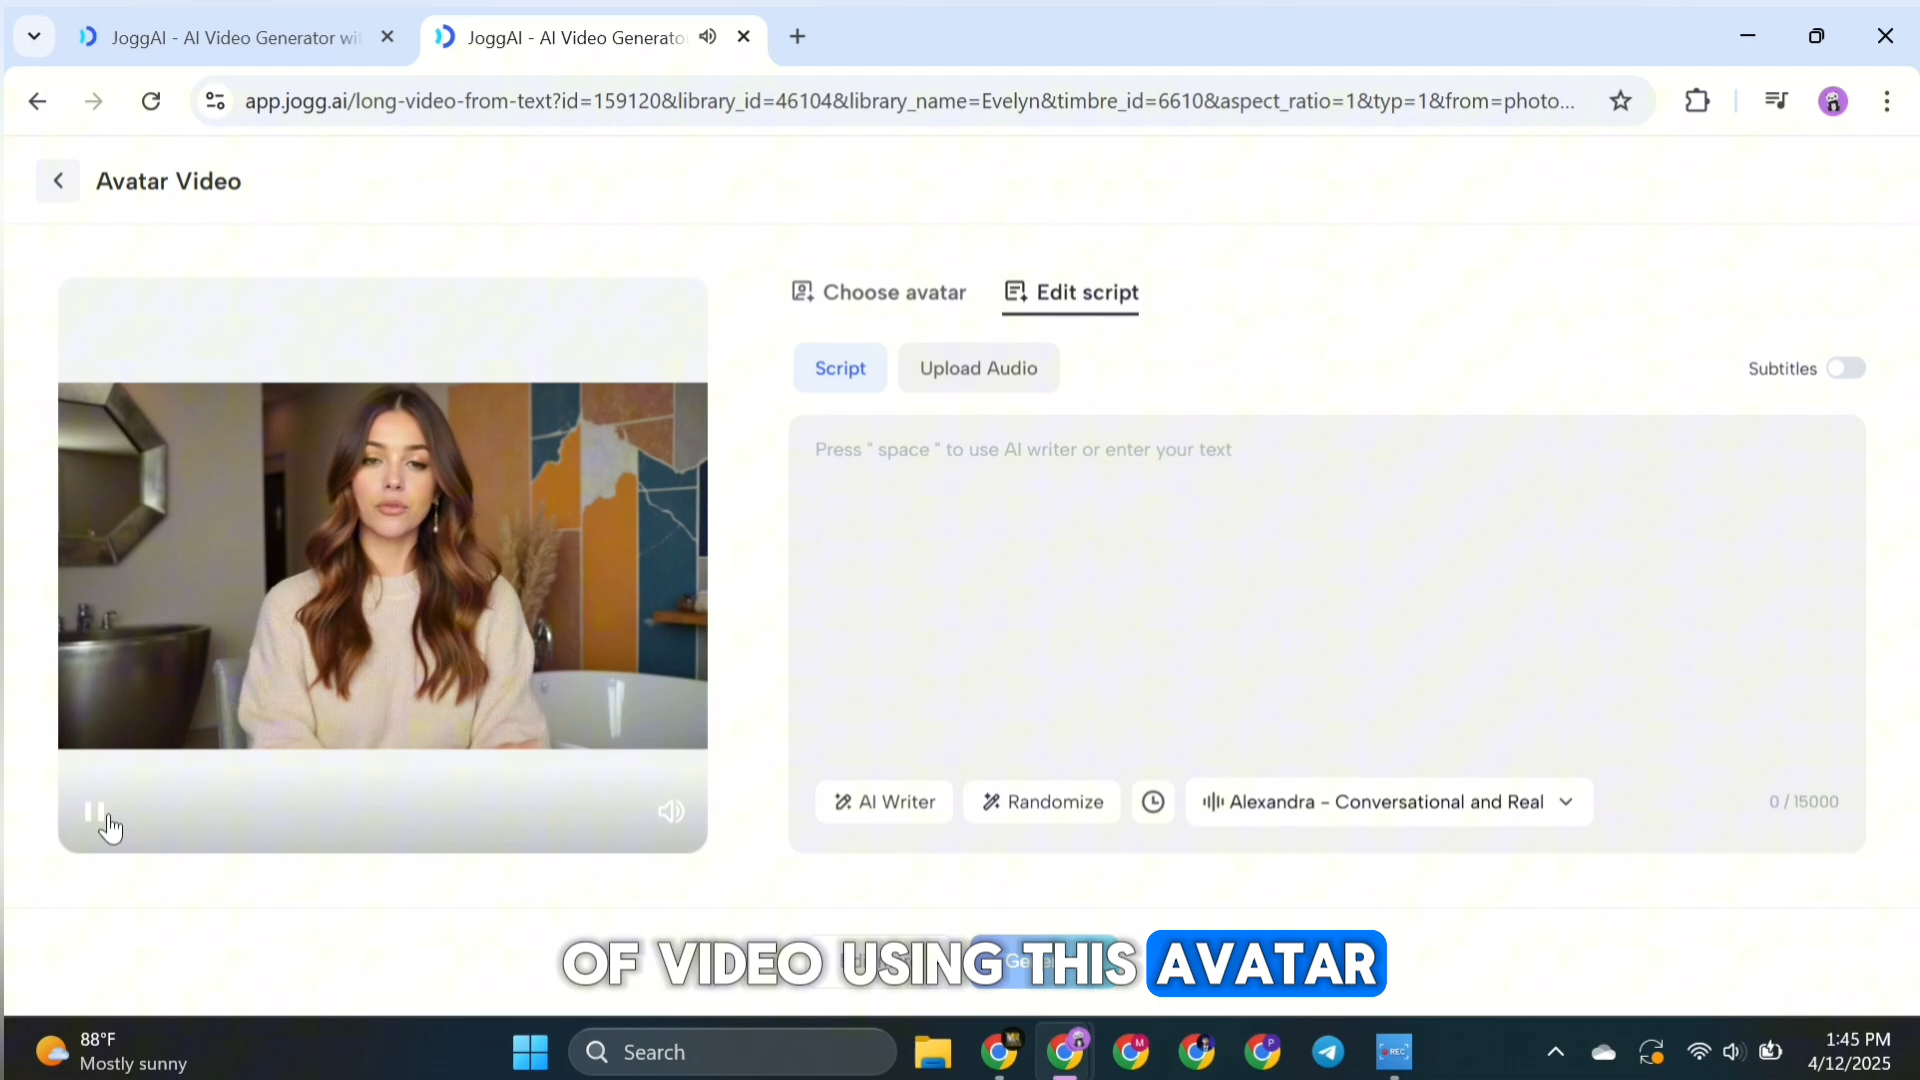 JoggAI - AI Video Generator wi
JoggAI - AI Video Generato
app.jogg.ai/long-video-from-text?id=159120&library_id=46104&library_name=Evelyn&timbre_id=6610&aspect_ratio=1&typ=1&from=photo...
Avatar Video
Choose avatar
Edit script
Script
Upload Audio
Subtitles
Press " space " to use AI writer or enter your text
AI Writer
Randomize
Alexandra - Conversational and Real
0 / 15000
OF VIDEO USING THIS AVATAR
88°F
Mostly sunny
Search
REC
1:45 PM
4/12/2025